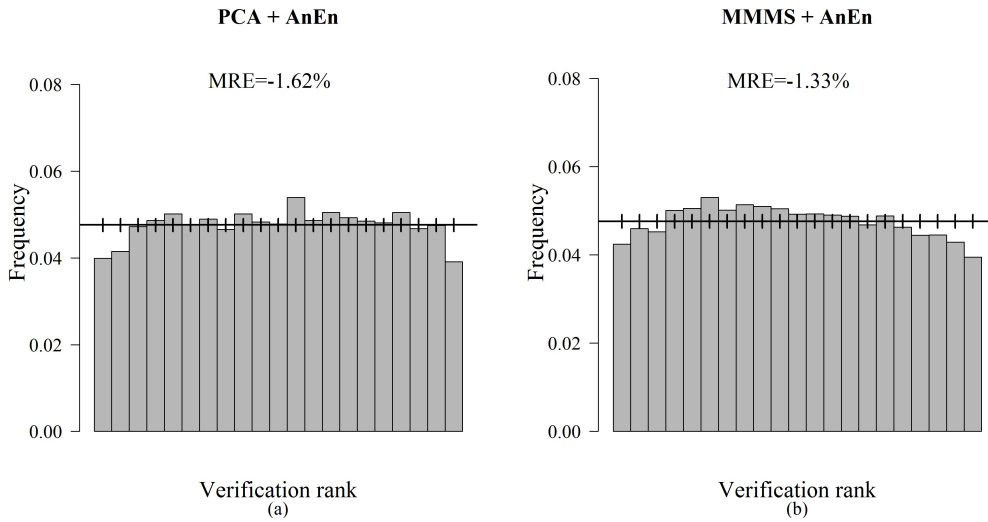 PCA + AnEn
MRE=-1.62%
0.08
0.06
0.04
0.02
0.00
Frequency
Verification rank
(a)
MMMS + AnEn
MRE=-1.33%
0.08
0.06
0.04
0.02
0.00
Frequency
Verification rank
(b)